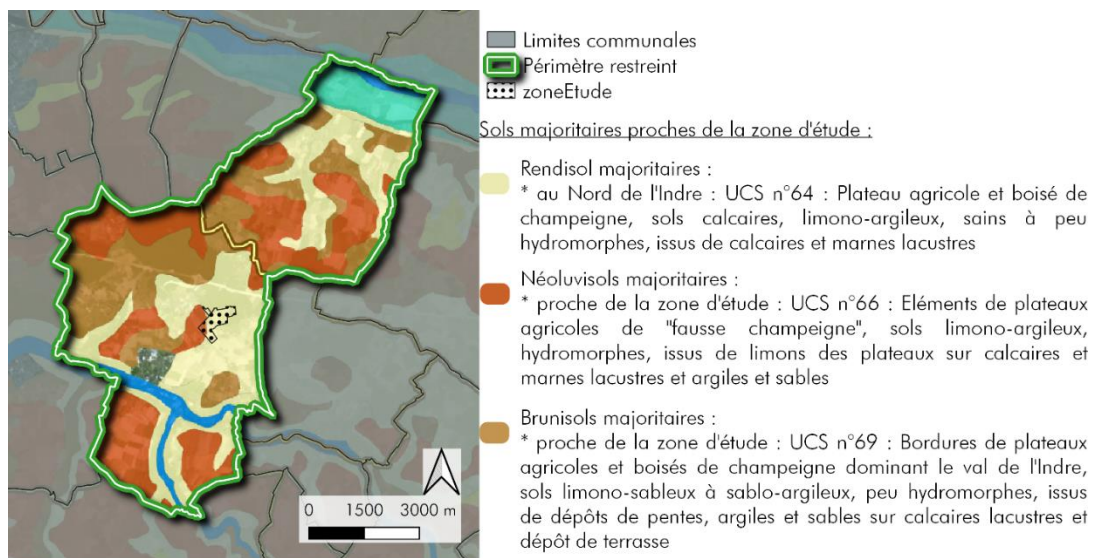 Limites communales
Périmètre restreint
zoneEtude
Sols majoritaires proches de la zone d'étude :
Rendisol majoritaires :
* au Nord de l'Indre : UCS n°64 : Plateau agricole et boisé de
champeigne, sols calcaires, limono-argileux, sains à peu
hydromorphes, issus de calcaires et marnes lacustres
Néoluvisols majoritaires :
* proche de la zone d'étude : UCS n°66 : Eléments de plateaux
agricoles de "fausse champeigne", sols limono-argileux,
hydromorphes, issus de limons des plateaux sur calcaires et
marnes lacustres et argiles et sables
Brunisols majoritaires :
* proche de la zone d'étude : UCS n°69 : Bordures de plateaux
agricoles et boisés de champeigne dominant le val de l'Indre,
sols limono-sableux à sablo-argileux, peu hydromorphes, issus
de dépôts de pentes, argiles et sables sur calcaires lacustres et
dépôt de terrasse
0 1500 3000 m